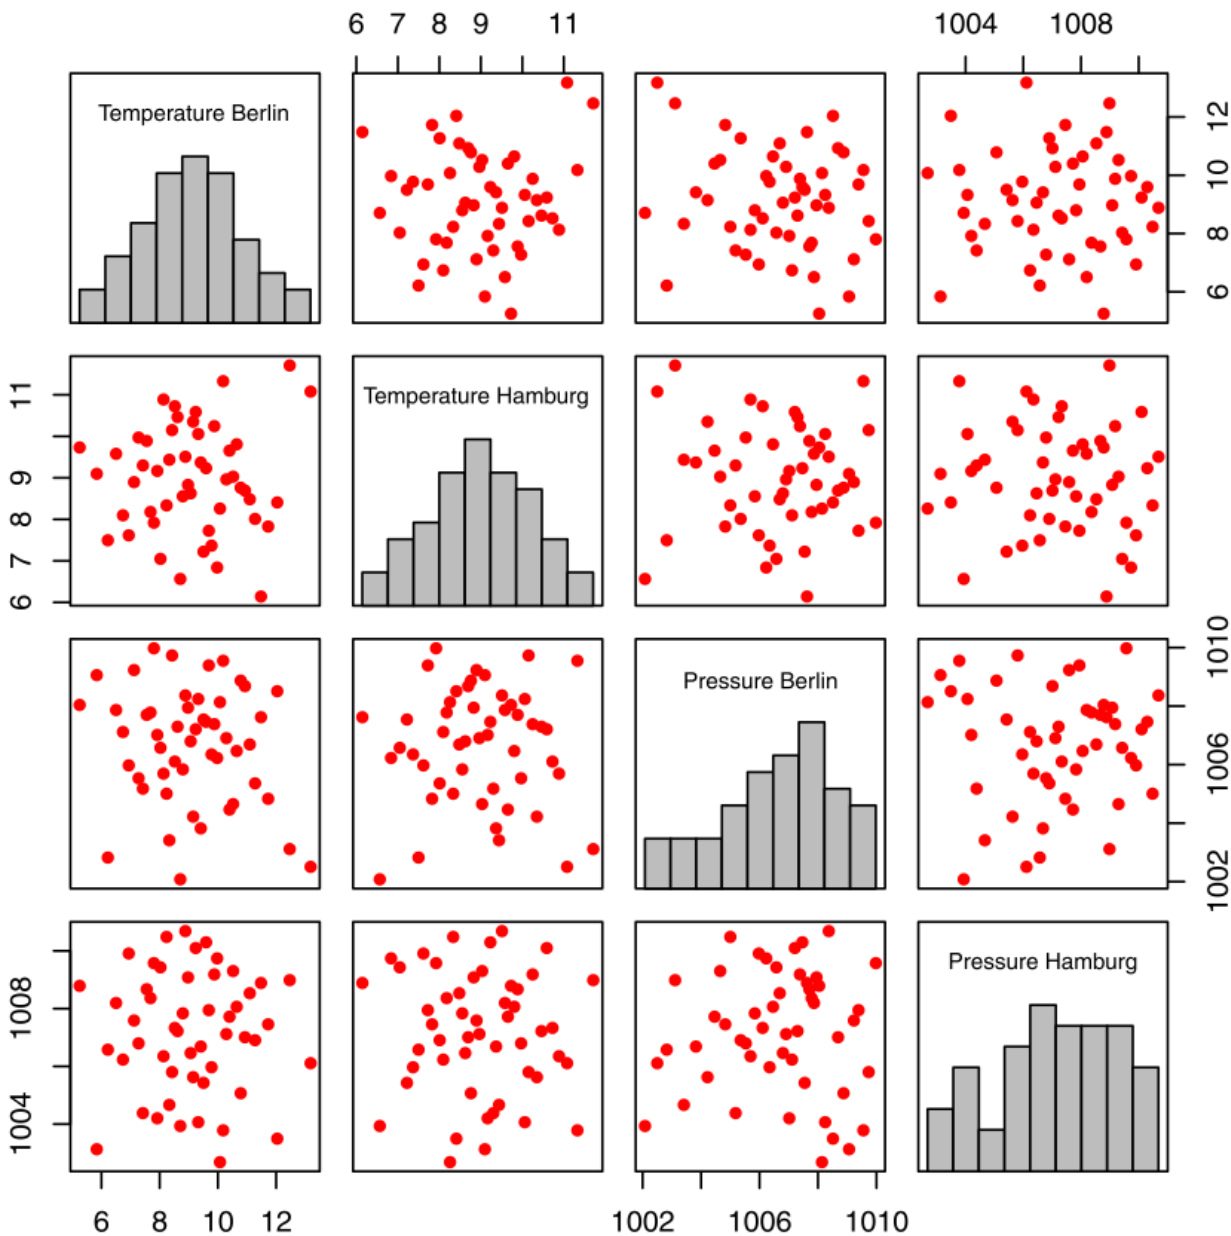 6 7 8 9 11 1004 1008
Temperature Berlin
6 8 10 12
Temperature Hamburg
6 7 8 9 11
Pressure Berlin
1002 1006 1010
Pressure Hamburg
1004 1008
6 8 10 12 1002 1006 1010